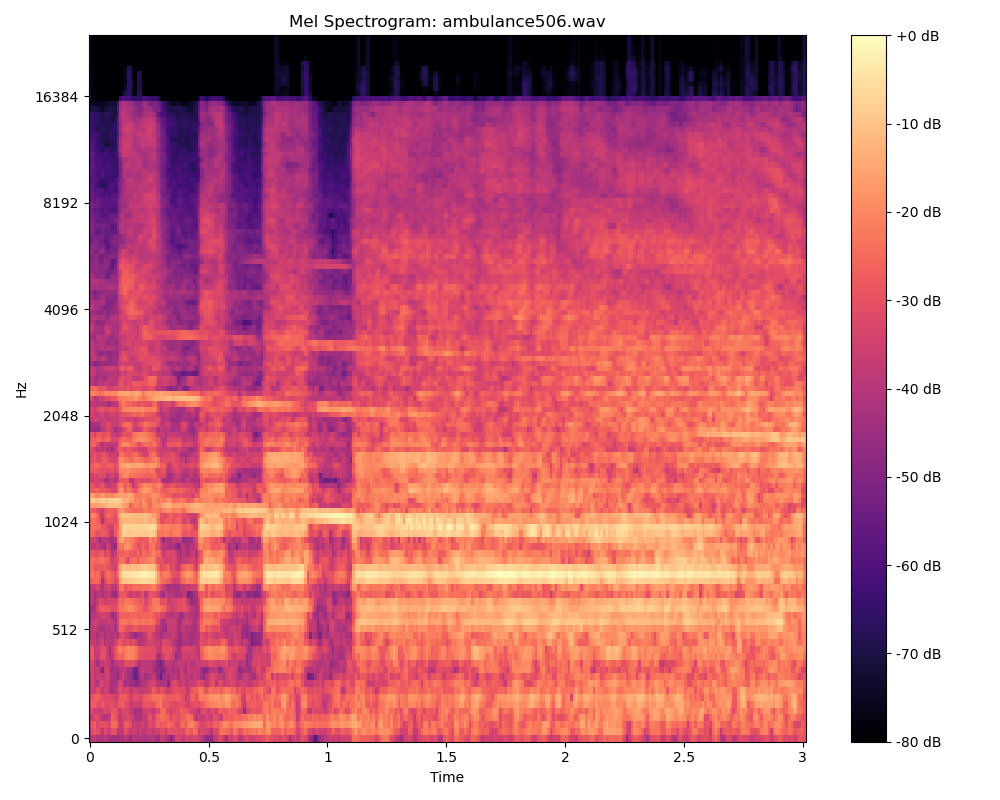 Mel Spectrogram: ambulance506.wav
Hz
16384
8192
4096
2048
1024
512
0
0 0.5 1 1.5 2 2.5 3
Time
+0 dB
-10 dB
-20 dB
-30 dB
-40 dB
-50 dB
-60 dB
-70 dB
-80 dB